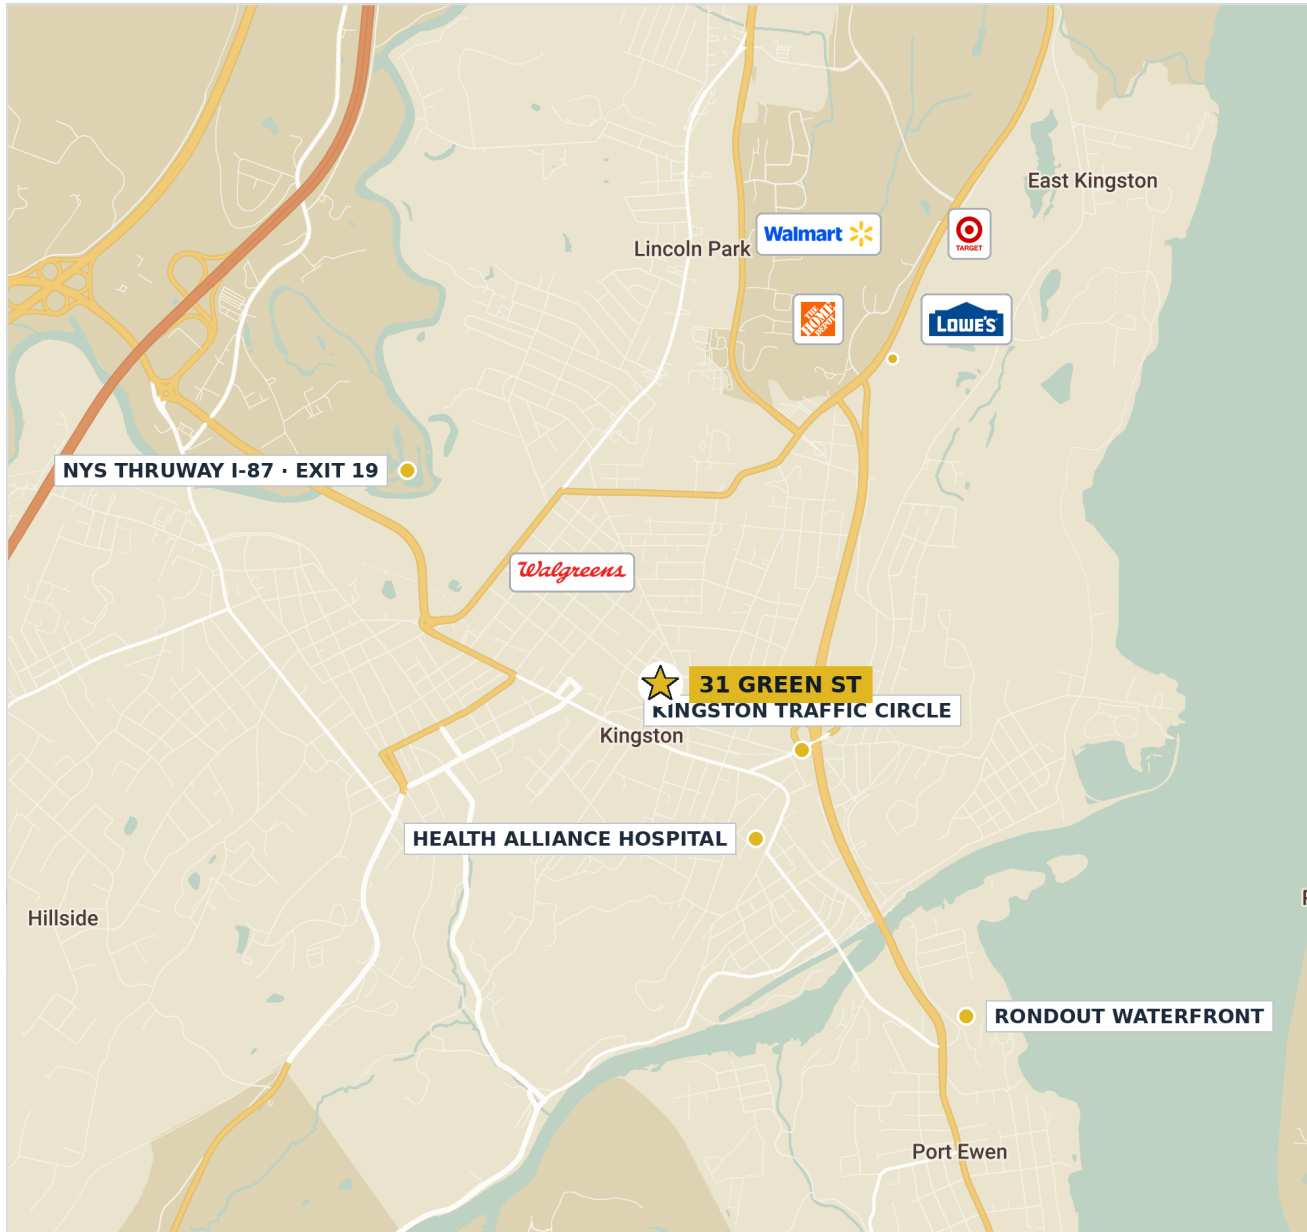 East Kingston
Lincoln Park
Walmart
TARGET
THE HOME DEPOT
LOWE'S
NYS THRUWAY I-87 · EXIT 19
Walgreens
31 GREEN ST
KINGSTON TRAFFIC CIRCLE
Kingston
HEALTH ALLIANCE HOSPITAL
Hillside
RONDOUT WATERFRONT
Port Ewen